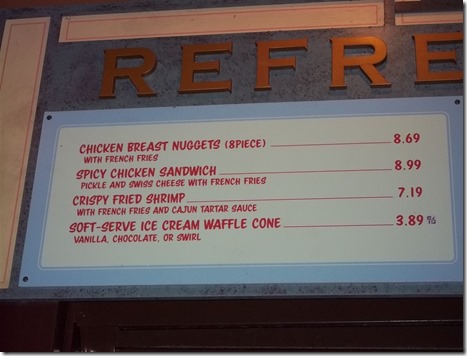 REFRE
CHICKEN BREAST NUGGETS (8PIECE) 8.69
WITH FRENCH FRIES
SPICY CHICKEN SANDWICH 8.99
PICKLE AND SWISS CHEESE WITH FRENCH FRIES
CRISPY FRIED SHRIMP 7.19
WITH FRENCH FRIES AND CAJUN TARTAR SAUCE
SOFT-SERVE ICE CREAM WAFFLE CONE 3.89
VANILLA, CHOCOLATE, OR SWIRL